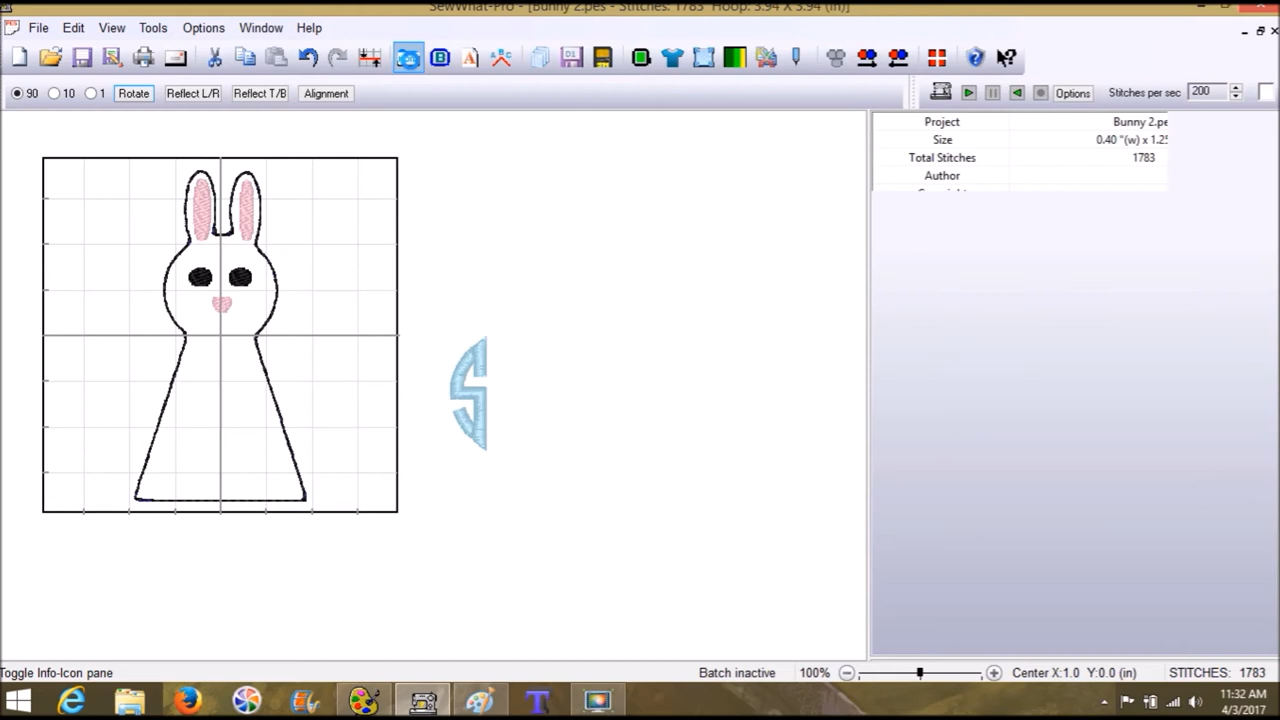 SewWhat-Pro - [Bunny 2.pes - Stitches: 1783 Hoop: 3.94 X 3.94 (in)]
File Edit View Tools Options Window Help
90 10 1 Rotate Reflect L/R Reflect T/B Alignment Options Stitches per sec 200
Project Bunny 2.pe
Size 0.40 "(w) x 1.25
Total Stitches 1783
Author
Toggle Info-Icon pane Batch inactive 100% Center X:1.0 Y:0.0 (in) STITCHES: 1783
11:32 AM
4/3/2017